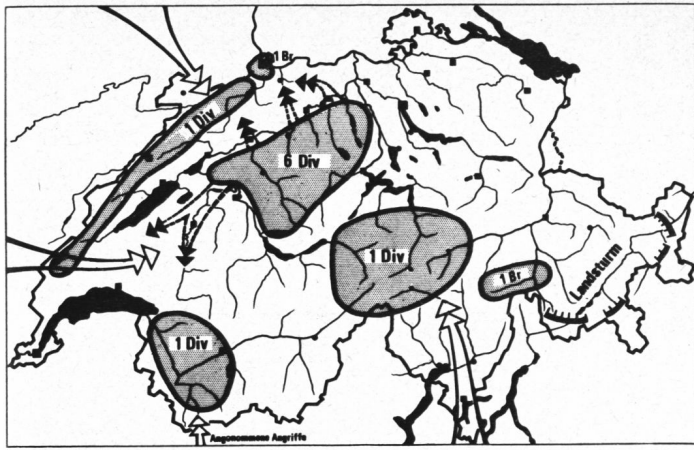 1 Br
1 Div
6 Div
1 Div
1 Br
Landsturm
1 Div
Angenommene Angriffe